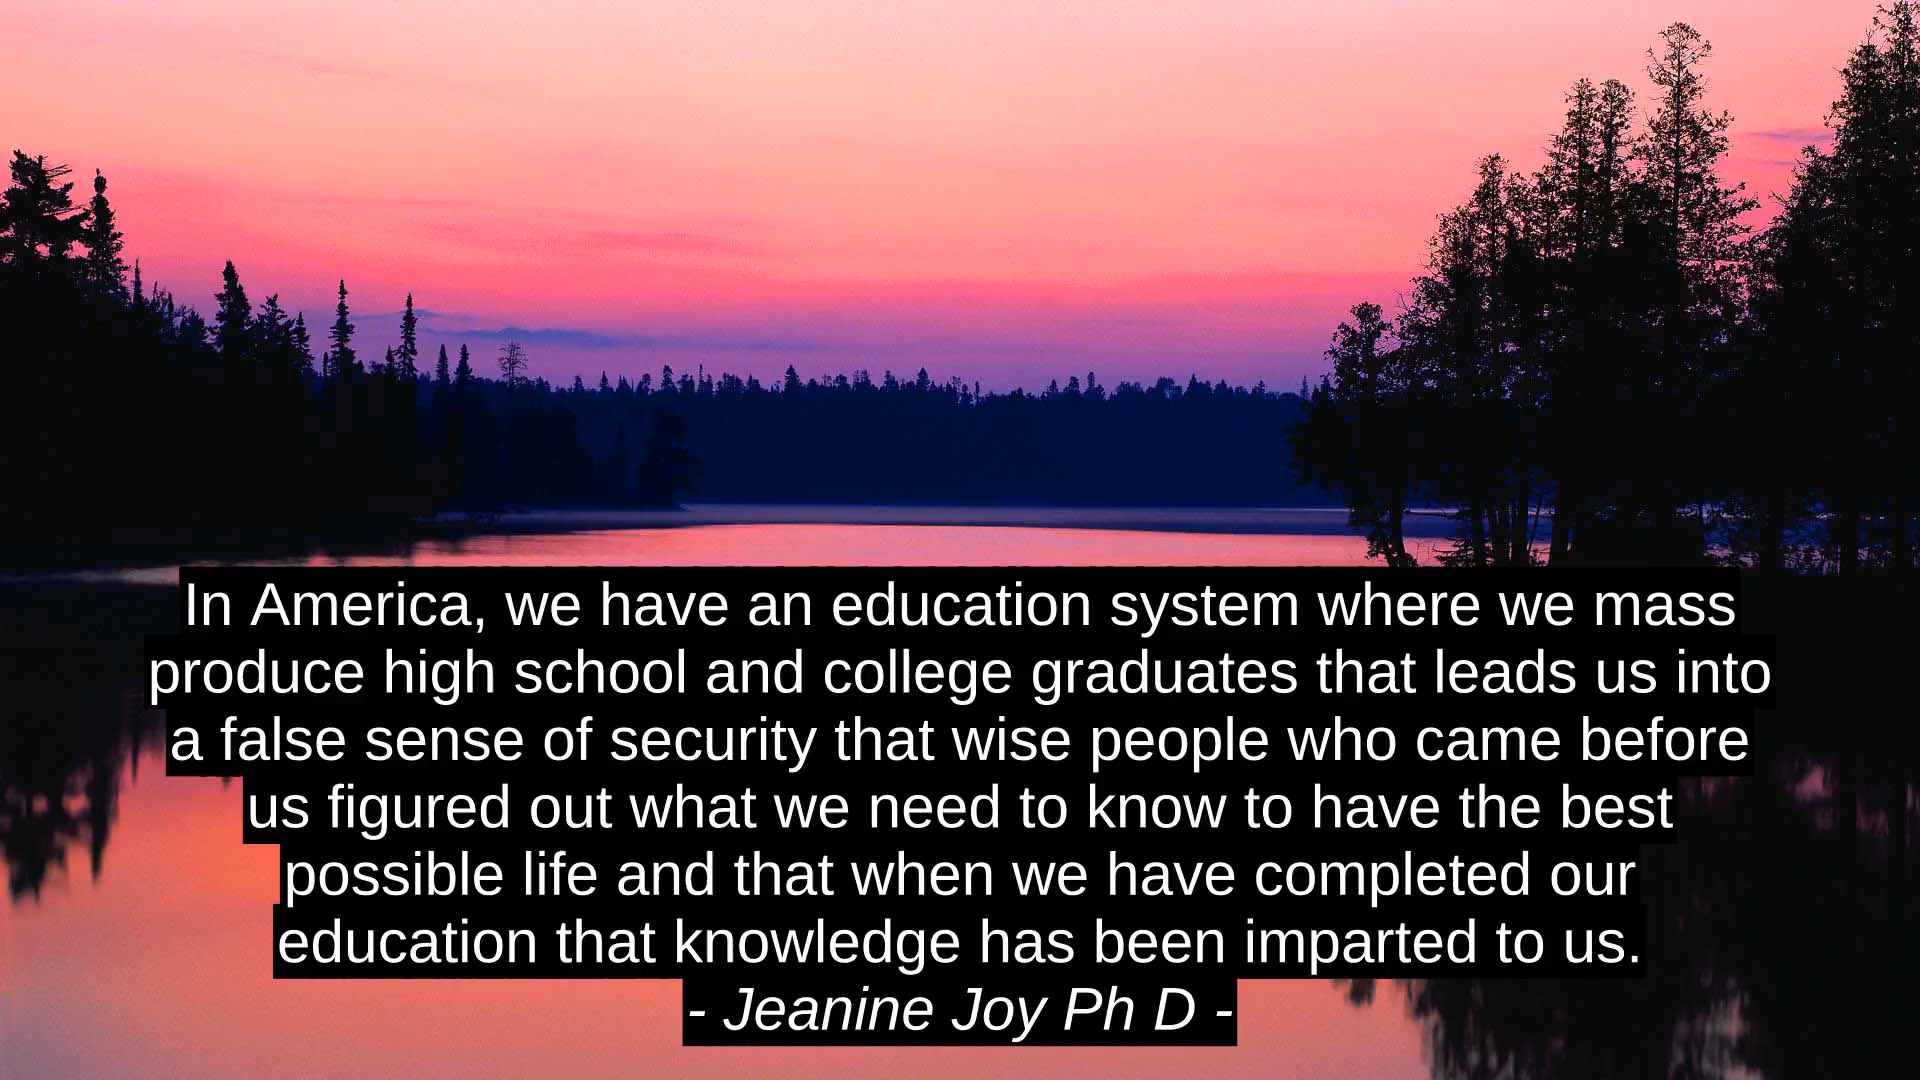 In America, we have an education system where we mass
produce high school and college graduates that leads us into
a false sense of security that wise people who came before
us figured out what we need to know to have the best
possible life and that when we have completed our
education that knowledge has been imparted to us.
- Jeanine Joy Ph D -